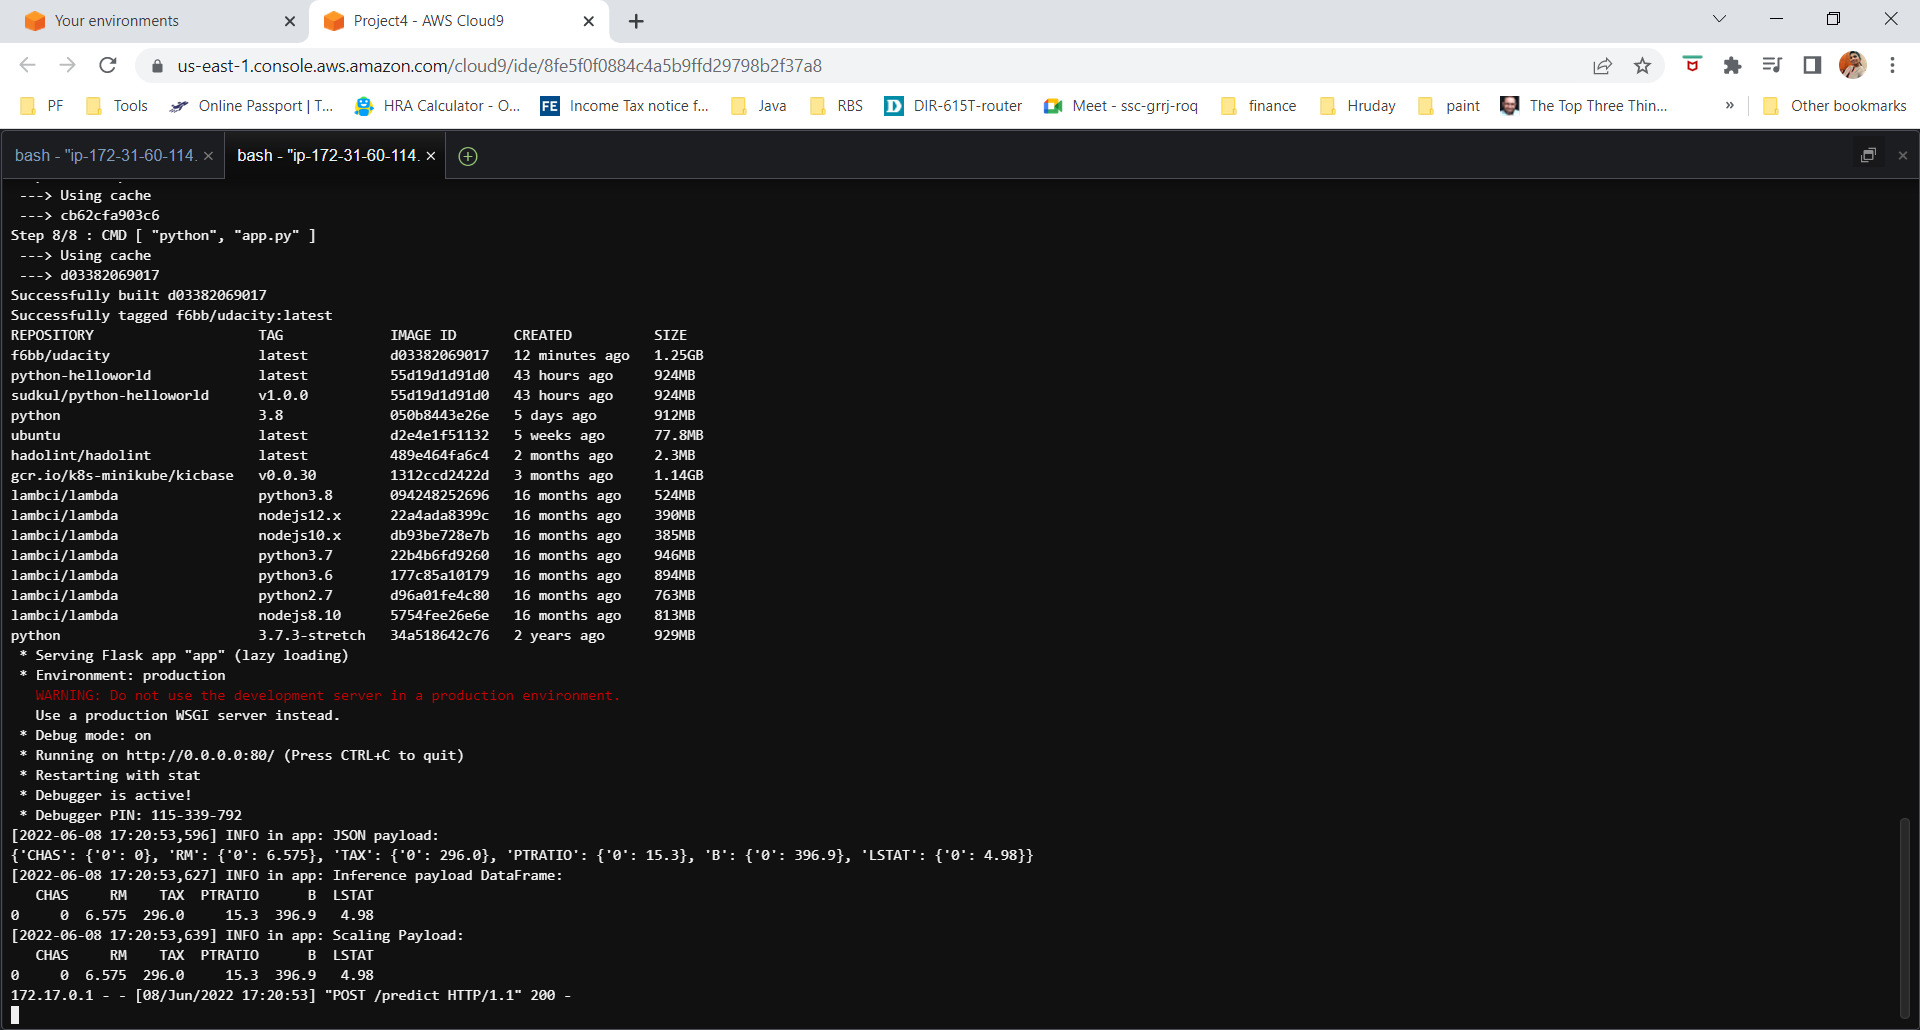 Your environments
Project4 - AWS Cloud9
us-east-1.console.aws.amazon.com/cloud9/ide/8fe5f0f0884c4a5b9ffd29798b2f37a8
PF Tools Online Passport | T... HRA Calculator - O... FE Income Tax notice f... Java RBS D DIR-615T-router Meet - ssc-grrj-roq finance Hruday paint The Top Three Thin... » Other bookmarks
bash - "ip-172-31-60-114. × bash - "ip-172-31-60-114. ×
---> Using cache
---> cb62cfa903c6
Step 8/8 : CMD [ "python", "app.py" ]
---> Using cache
---> d03382069017
Successfully built d03382069017
Successfully tagged f6bb/udacity:latest
REPOSITORY TAG IMAGE ID CREATED SIZE
f6bb/udacity latest d03382069017 12 minutes ago 1.25GB
python-helloworld latest 55d19d1d91d0 43 hours ago 924MB
sudkul/python-helloworld v1.0.0 55d19d1d91d0 43 hours ago 924MB
python 3.8 050b8443e26e 5 days ago 912MB
ubuntu latest d2e4e1f51132 5 weeks ago 77.8MB
hadolint/hadolint latest 489e464fa6c4 2 months ago 2.3MB
gcr.io/k8s-minikube/kicbase v0.0.30 1312ccd2422d 3 months ago 1.14GB
lambci/lambda python3.8 094248252696 16 months ago 524MB
lambci/lambda nodejs12.x 22a4ada8399c 16 months ago 390MB
lambci/lambda nodejs10.x db93be728e7b 16 months ago 385MB
lambci/lambda python3.7 22b4b6fd9260 16 months ago 946MB
lambci/lambda python3.6 177c85a10179 16 months ago 894MB
lambci/lambda python2.7 d96a01fe4c80 16 months ago 763MB
lambci/lambda nodejs8.10 5754fee26e6e 16 months ago 813MB
python 3.7.3-stretch 34a518642c76 2 years ago 929MB
* Serving Flask app "app" (lazy loading)
* Environment: production
WARNING: Do not use the development server in a production environment.
Use a production WSGI server instead.
* Debug mode: on
* Running on http://0.0.0.0:80/ (Press CTRL+C to quit)
* Restarting with stat
* Debugger is active!
* Debugger PIN: 115-339-792
[2022-06-08 17:20:53,596] INFO in app: JSON payload:
{'CHAS': {'0': 0}, 'RM': {'0': 6.575}, 'TAX': {'0': 296.0}, 'PTRATIO': {'0': 15.3}, 'B': {'0': 396.9}, 'LSTAT': {'0': 4.98}}
[2022-06-08 17:20:53,627] INFO in app: Inference payload DataFrame:
CHAS RM TAX PTRATIO B LSTAT
0 0 6.575 296.0 15.3 396.9 4.98
[2022-06-08 17:20:53,639] INFO in app: Scaling Payload:
CHAS RM TAX PTRATIO B LSTAT
0 0 6.575 296.0 15.3 396.9 4.98
172.17.0.1 - - [08/Jun/2022 17:20:53] "POST /predict HTTP/1.1" 200 -